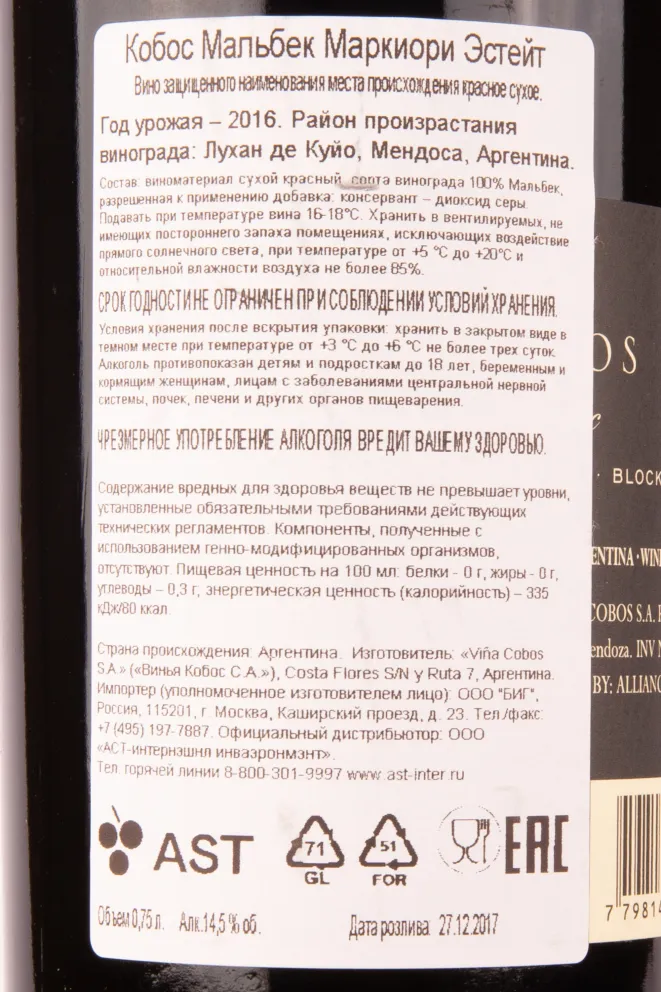 Кобос Мальбек Маркиори Эстейт
Вино защищенного наименования места происхождения красное сухое.
Год урожая – 2016. Район произрастания
винограда: Лухан де Куйо, Мендоса, Аргентина.
Состав: виноматериал сухой красный сорта винограда 100% Мальбек,
разрешенная к применению добавка: консервант – диоксид серы.
Подавать при температуре вина 16-18°С. Хранить в вентилируемых, не
имеющих постороннего запаха помещениях, исключающих воздействие
прямого солнечного света, при температуре от +5 °С до +20°С и
относительной влажности воздуха не более 85%.
СРОК ГОДНОСТИ НЕ ОГРАНИЧЕН ПРИ СОБЛЮДЕНИИ УСЛОВИЙ ХРАНЕНИЯ.
Условия хранения после вскрытия упаковки: хранить в закрытом виде в
темном месте при температуре от +3 °С до +6 °С не более трех суток.
Алкоголь противопоказан детям и подросткам до 18 лет, беременным и
кормящим женщинам, лицам с заболеваниями центральной нервной
системы, почек, печени и других органов пищеварения.
ЧРЕЗМЕРНОЕ УПОТРЕБЛЕНИЕ АЛКОГОЛЯ ВРЕДИТ ВАШЕМУ ЗДОРОВЬЮ.
Содержание вредных для здоровья веществ не превышает уровни,
установленные обязательными требованиями действующих
технических регламентов. Компоненты, полученные с
использованием генно-модифицированных организмов,
отсутствуют. Пищевая ценность на 100 мл: белки - 0 г, жиры - 0 г,
углеводы – 0,3 г, энергетическая ценность (калорийность) – 335
кДж/80 ккал.
Страна происхождения: Аргентина. Изготовитель: «Viña Cobos
S.A.» («Винья Кобос С.А.»), Costa Flores S/N y Ruta 7, Аргентина.
Импортер (уполномоченное изготовителем лицо): ООО "БИГ",
Россия, 115201, г. Москва, Каширский проезд, д. 23. Тел./факс:
+7 (495) 197-7887. Официальный дистрибьютор: ООО
«АСТ-интернэшнл инваэронмэнт».
Тел. горячей линии 8-800-301-9997 www.ast-inter.ru
AST
71
GL
51
FOR
EAC
Объем 0,75 л. Алк.14,5 % об. Дата розлива: 27.12.2017
OS
· BLOCK
ENTINA · WINE
COBOS S.A. R
endoza. INV N
BY: ALLIANC
7 79814